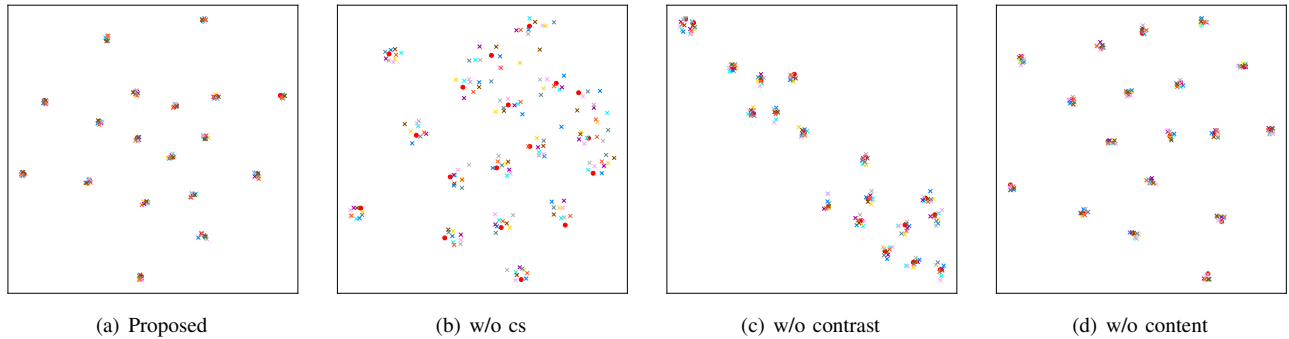 (a) Proposed
(b) w/o cs
(c) w/o contrast
(d) w/o content